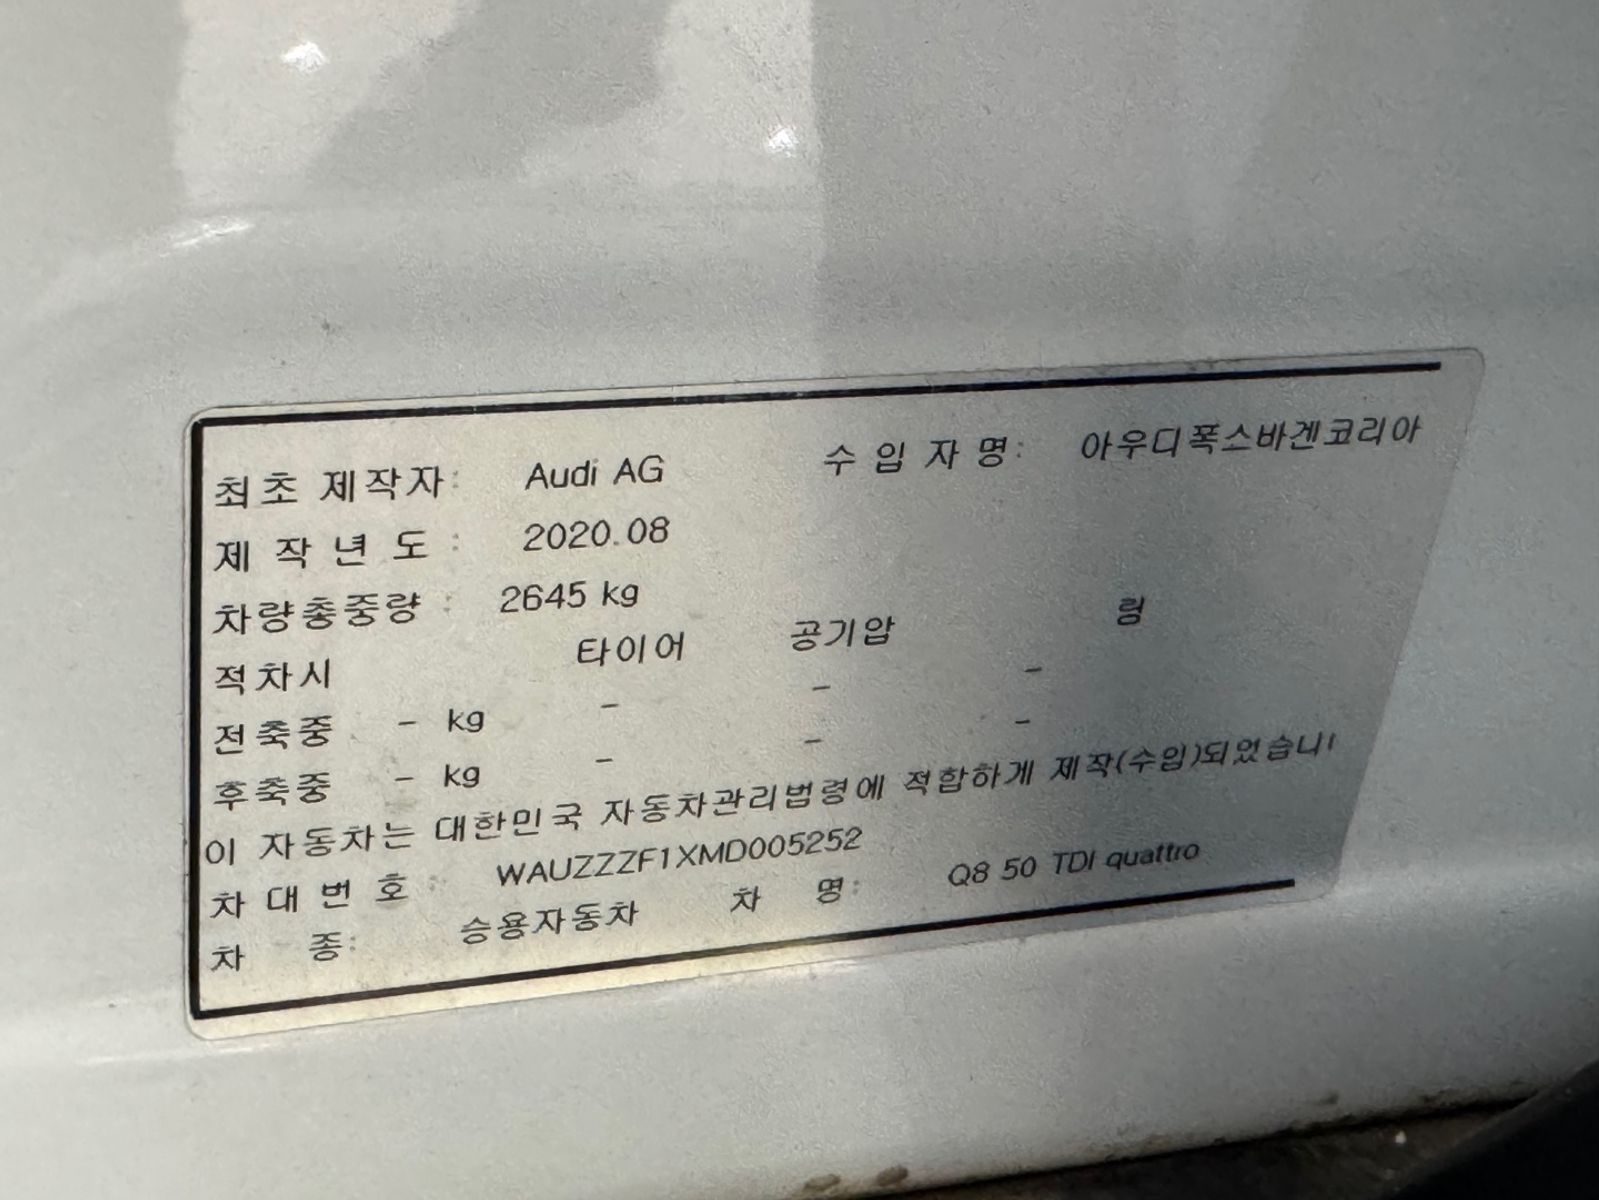 최초 제작자: Audi AG 수 입 자 명: 아우디폭스바겐코리아
제 작 년 도 : 2020.08
차량총중량 : 2645 kg
적차시 타이어 공기압 림
전축중 - kg - - -
후축중 - kg - - -
이 자동차는 대한민국 자동차관리법령에 적합하게 제작(수입)되었습니
차 대 번 호 : WAUZZZF1XMD005252
차 종: 승용자동차 차 명: Q8 50 TDI quattro